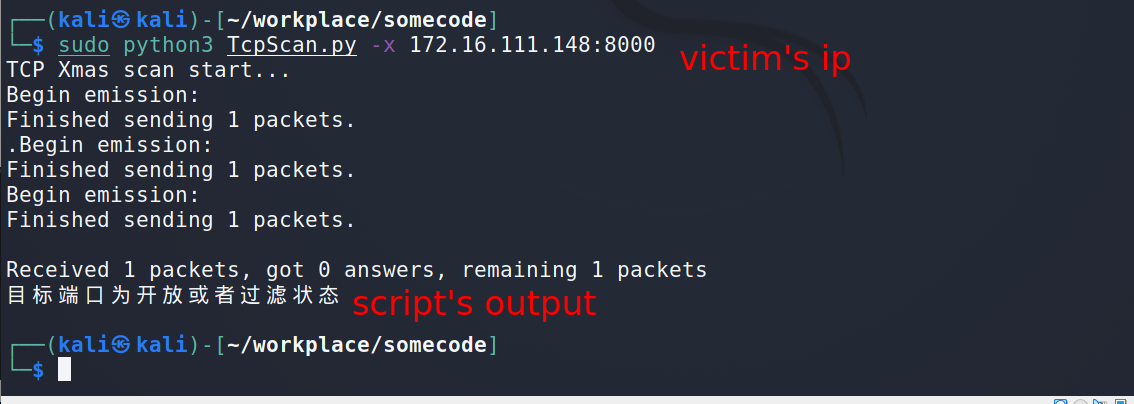 ┌──(kali㉿kali)-[~/workplace/somecode]
└─$ sudo python3 TcpScan.py -x 172.16.111.148:8000
victim's ip
TCP Xmas scan start...
Begin emission:
Finished sending 1 packets.
.Begin emission:
Finished sending 1 packets.
Begin emission:
Finished sending 1 packets.
Received 1 packets, got 0 answers, remaining 1 packets
目标端口为开放或者过滤状态
script's output
┌──(kali㉿kali)-[~/workplace/somecode]
└─$